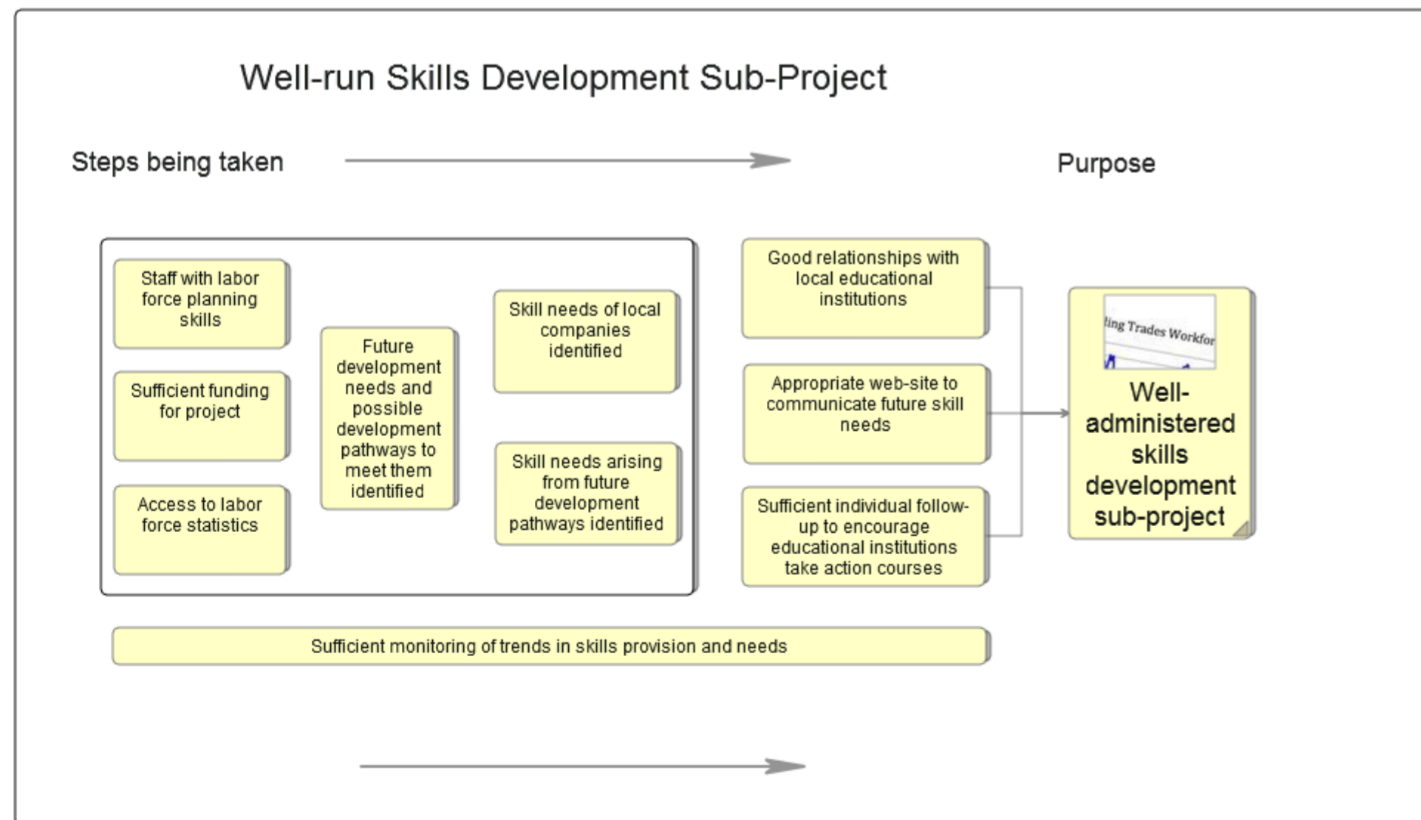 Well-run Skills Development Sub-Project
Steps being taken
Purpose
Staff with labor
force planning
skills
Sufficient funding
for project
Access to labor
force statistics
Future
development
needs and
possible
development
pathways to
meet them
identified
Skill needs of local
companies
identified
Skill needs arising
from future
development
pathways identified
Good relationships with
local educational
institutions
Appropriate web-site to
communicate future skill
needs
Sufficient individual follow-
up to encourage
educational institutions
take action courses
ling Trades Workfor
Well-
administered
skills
development
sub-project
Sufficient monitoring of trends in skills provision and needs